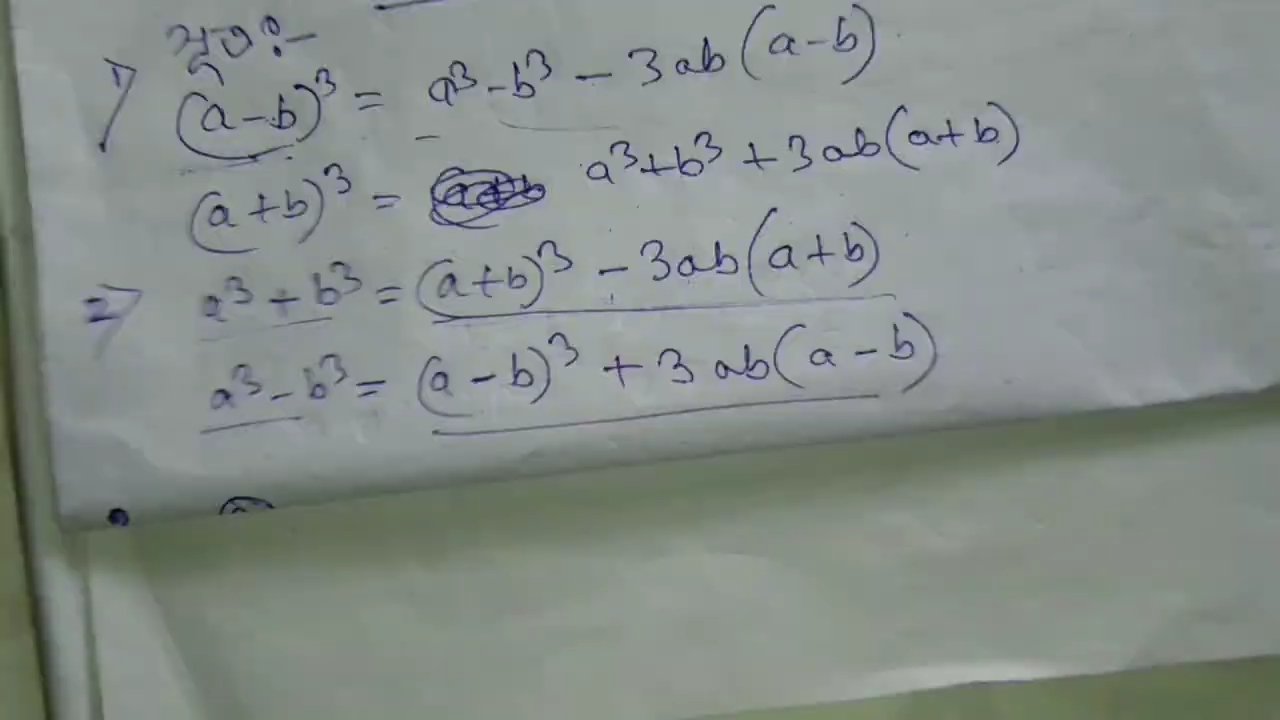 সূত্র :-
1) (a-b)³ = a³-b³ - 3ab(a-b)
(a+b)³ = a³+b³ + 3ab(a+b)
2) a³ + b³ = (a+b)³ - 3ab(a+b)
a³ - b³ = (a-b)³ + 3ab(a-b)